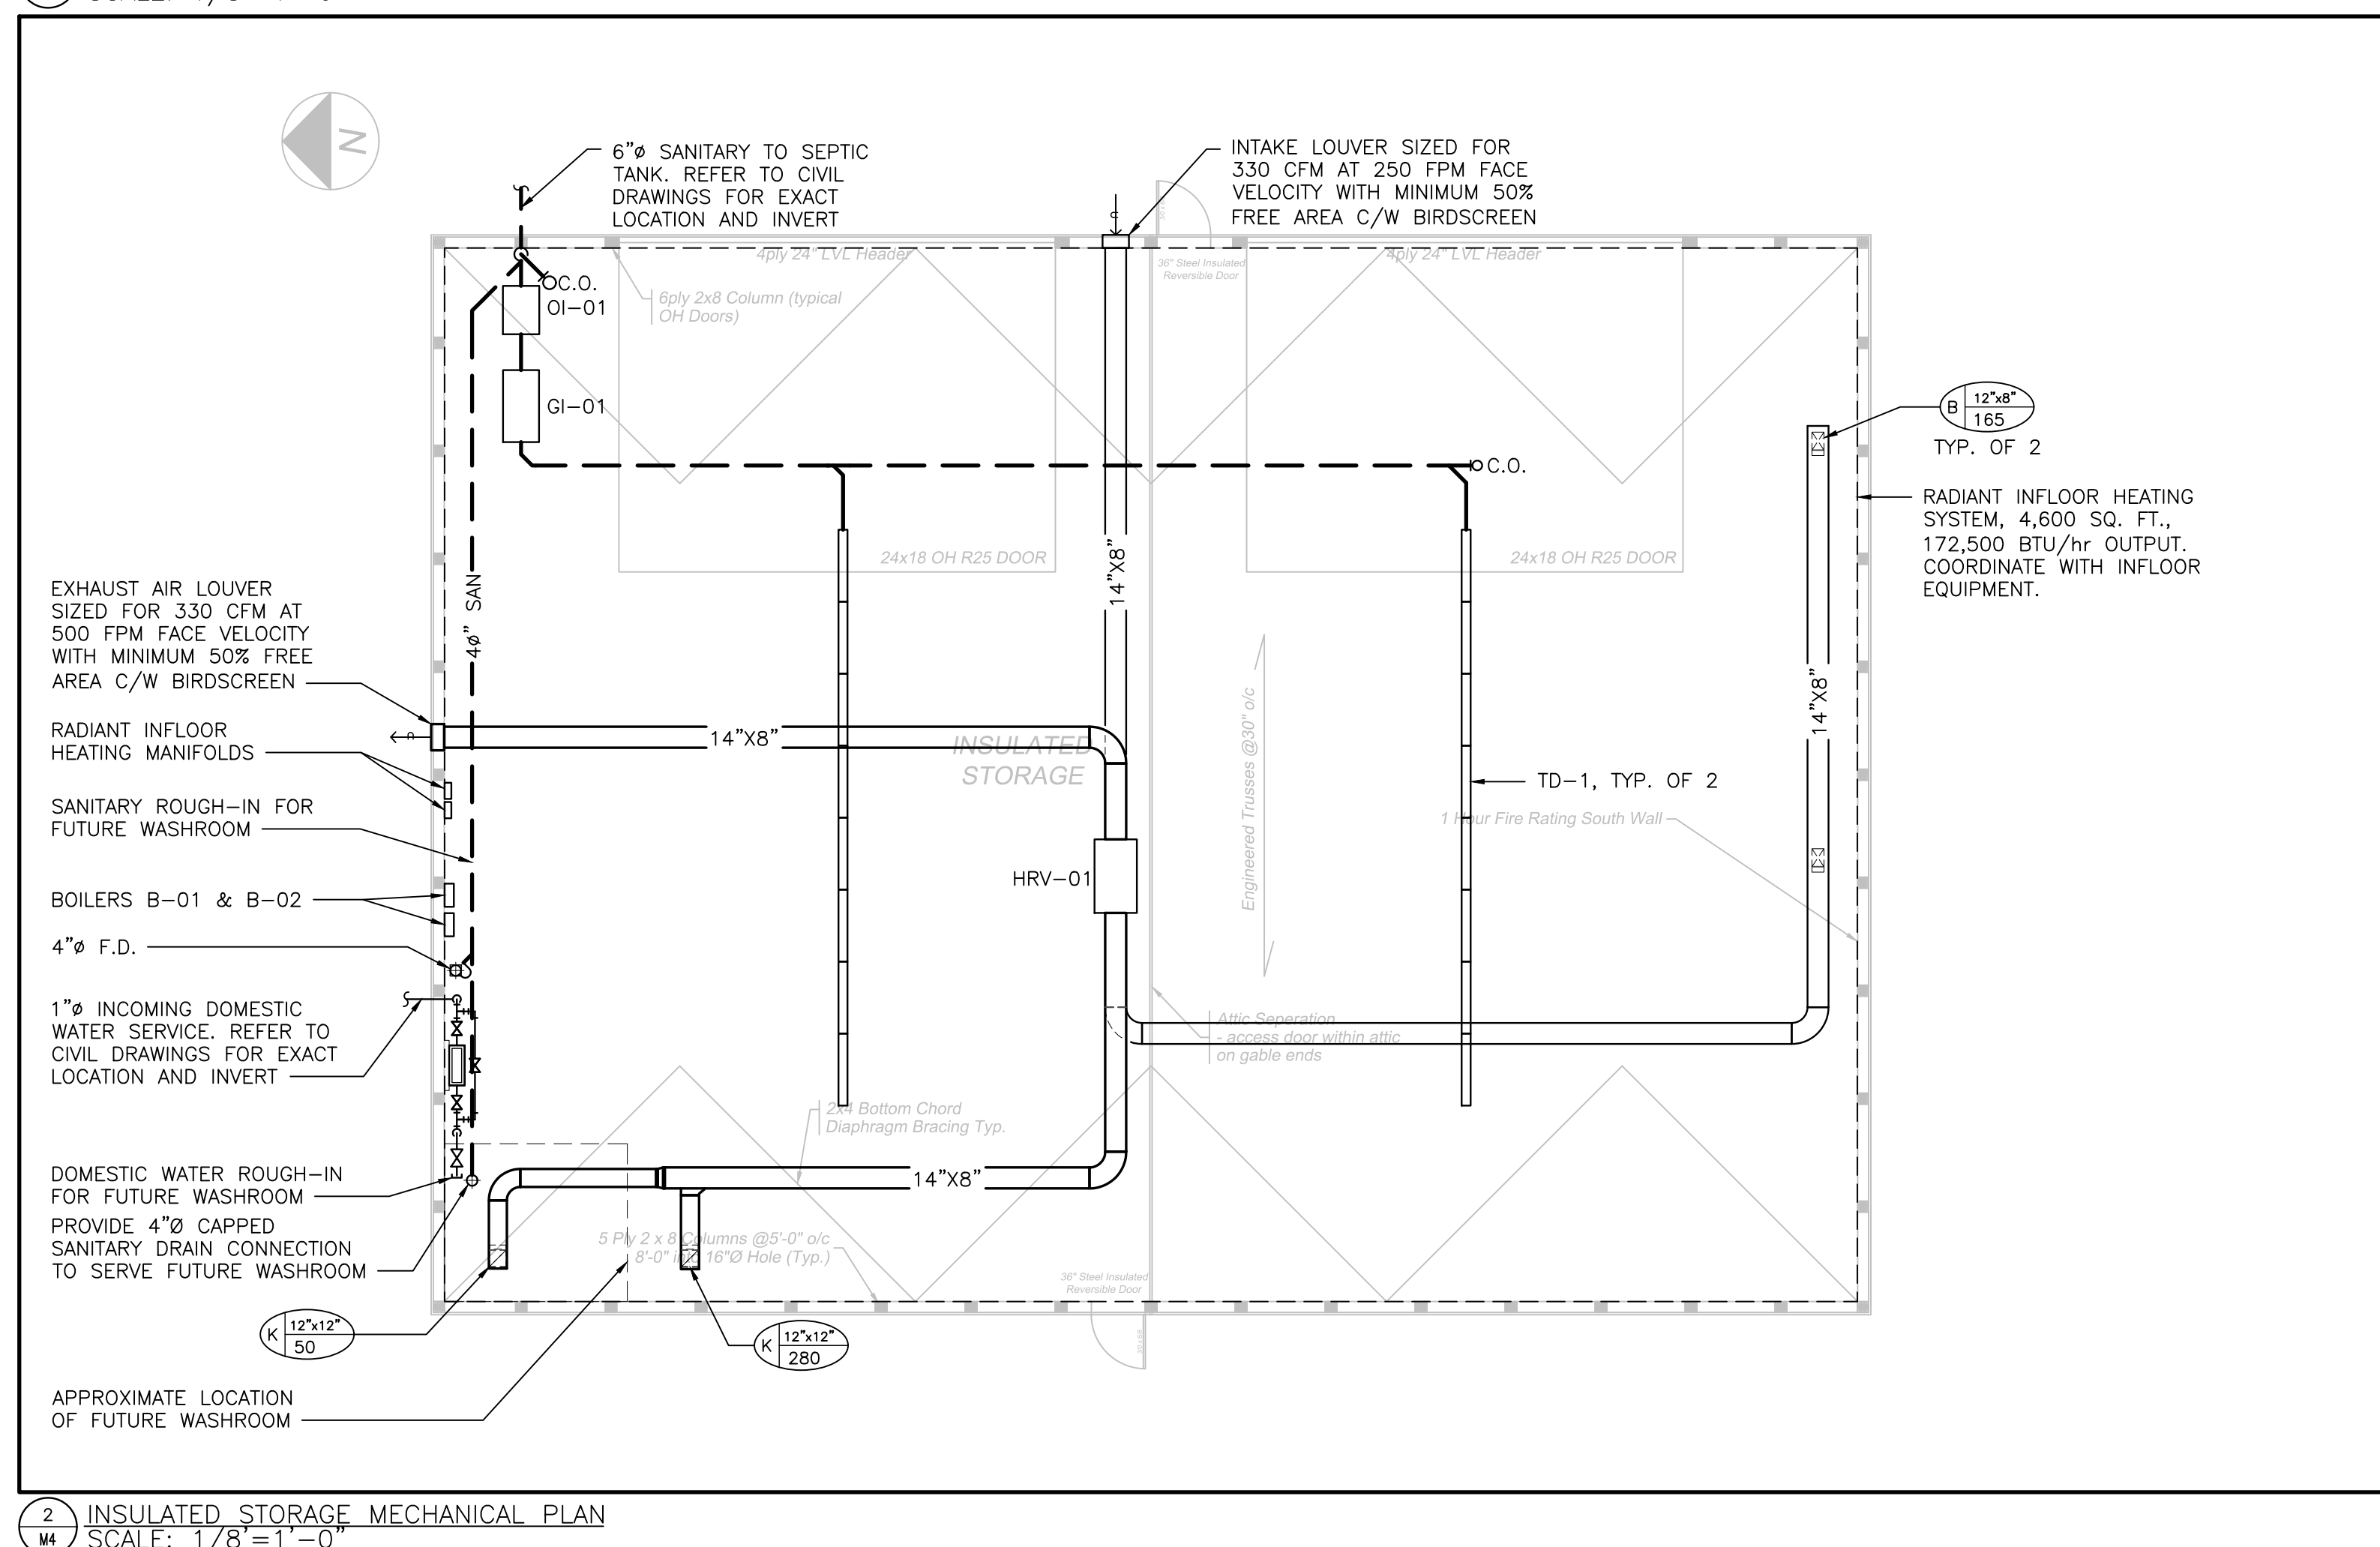 N
6"ø SANITARY TO SEPTIC
TANK. REFER TO CIVIL
DRAWINGS FOR EXACT
LOCATION AND INVERT
INTAKE LOUVER SIZED FOR
330 CFM AT 250 FPM FACE
VELOCITY WITH MINIMUM 50%
FREE AREA C/W BIRDSCREEN
4ply 24" LVL Header
36" Steel Insulated
Reversible Door
4ply 24" LVL Header
C.O.
OI-01
6ply 2x8 Column (typical
OH Doors)
GI-01
B
12"x8"
165
TYP. OF 2
C.O.
RADIANT INFLOOR HEATING
SYSTEM, 4,600 SQ. FT.,
172,500 BTU/hr OUTPUT.
COORDINATE WITH INFLOOR
EQUIPMENT.
24x18 OH R25 DOOR
14"X8"
24x18 OH R25 DOOR
4ø" SAN
EXHAUST AIR LOUVER
SIZED FOR 330 CFM AT
500 FPM FACE VELOCITY
WITH MINIMUM 50% FREE
AREA C/W BIRDSCREEN
14"X8"
RADIANT INFLOOR
HEATING MANIFOLDS
14"X8"
INSULATED
STORAGE
Engineered Trusses @30" o/c
TD-1, TYP. OF 2
SANITARY ROUGH-IN FOR
FUTURE WASHROOM
1 Hour Fire Rating South Wall
HRV-01
BOILERS B-01 & B-02
4"ø F.D.
1"ø INCOMING DOMESTIC
WATER SERVICE. REFER TO
CIVIL DRAWINGS FOR EXACT
LOCATION AND INVERT
Attic Seperation
- access door within attic
on gable ends
2x4 Bottom Chord
Diaphragm Bracing Typ.
DOMESTIC WATER ROUGH-IN
FOR FUTURE WASHROOM
14"X8"
PROVIDE 4"Ø CAPPED
SANITARY DRAIN CONNECTION
TO SERVE FUTURE WASHROOM
5 Ply 2 x 8 Columns @5'-0" o/c
8'-0" 16"Ø Hole (Typ.)
36" Steel Insulated
Reversible Door
K
12"x12"
50
K
12"x12"
280
APPROXIMATE LOCATION
OF FUTURE WASHROOM
2
M4
INSULATED STORAGE MECHANICAL PLAN
SCALE: 1/8'=1'-0"